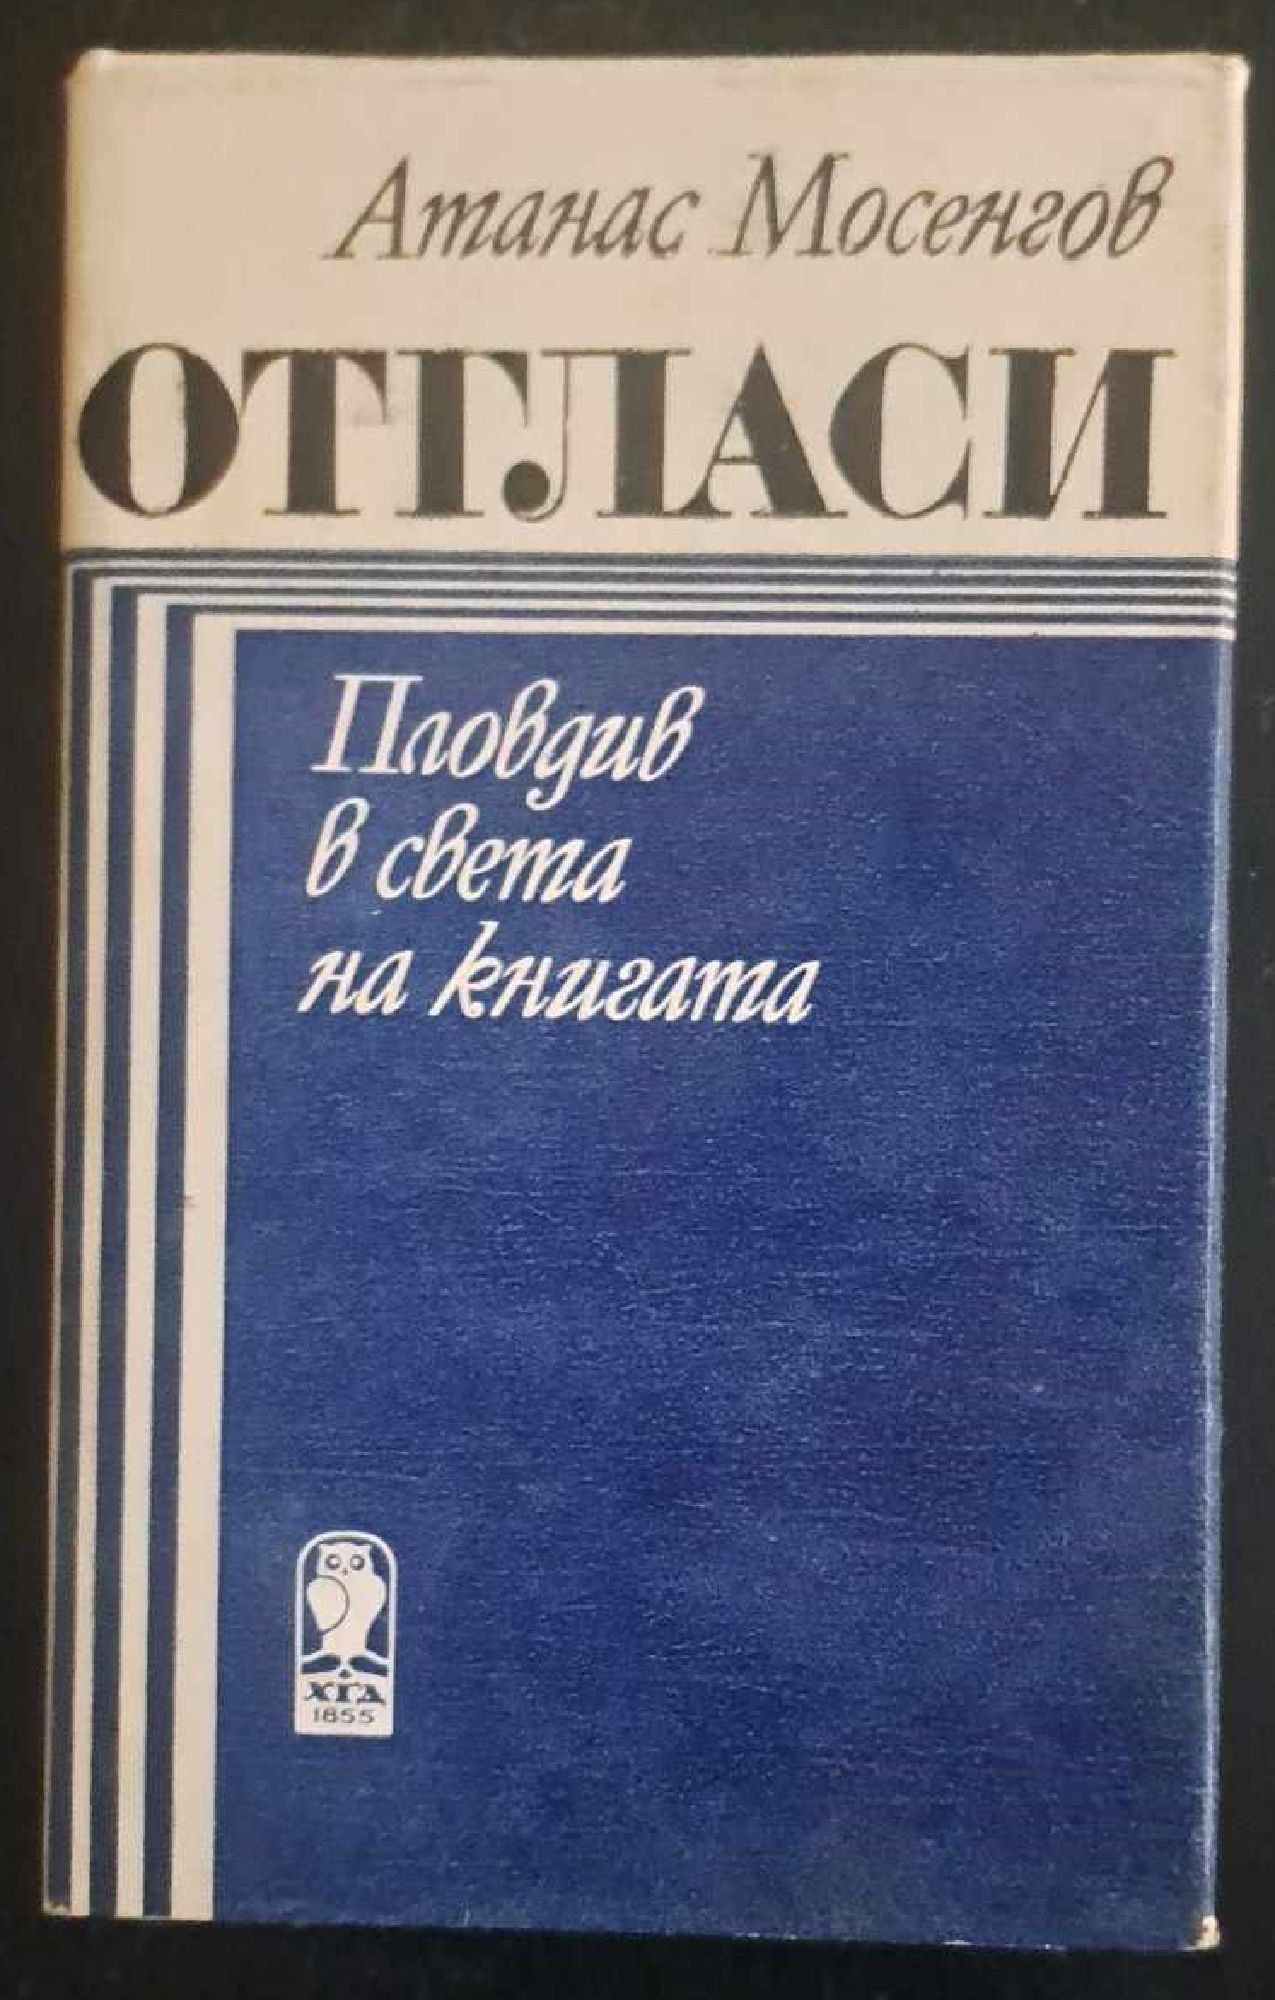 Атанас Мосенгов
ОТГЛАСИ
Пловдив
в света
на книгата
ХГД
1855